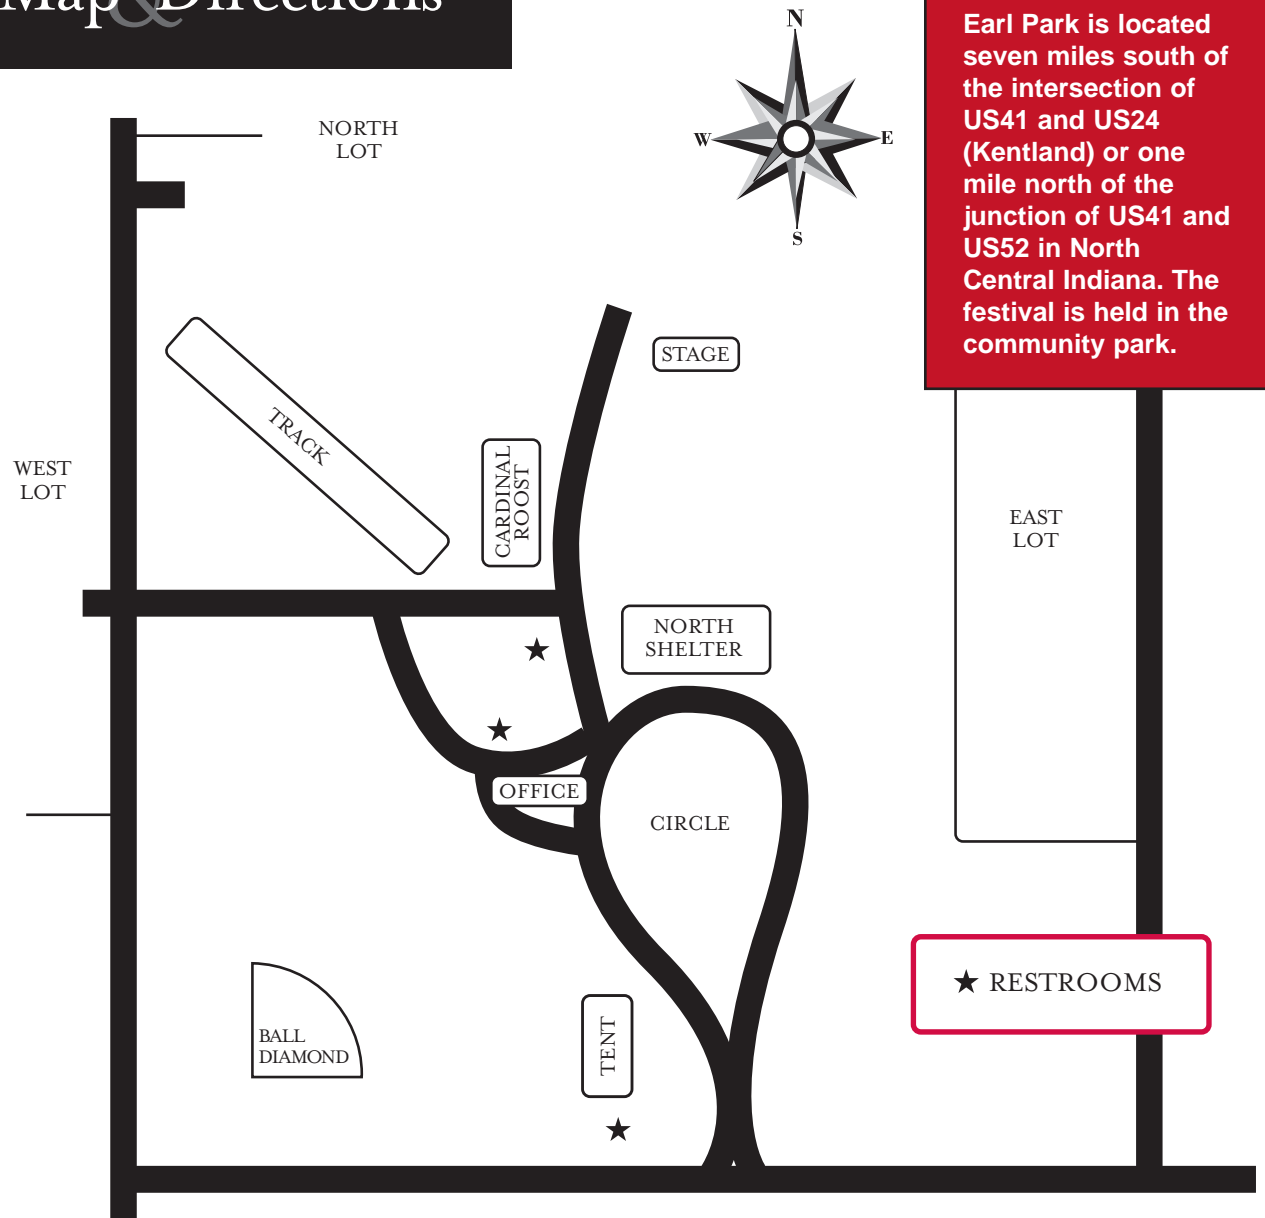 Map & Directions
N
W
E
S
Earl Park is located
seven miles south of
the intersection of
US41 and US24
(Kentland) or one
mile north of the
junction of US41 and
US52 in North
Central Indiana. The
festival is held in the
community park.
NORTH
LOT
STAGE
TRACK
CARDINAL
ROOST
WEST
LOT
EAST
LOT
NORTH
SHELTER
OFFICE
CIRCLE
★ RESTROOMS
BALL
DIAMOND
TENT